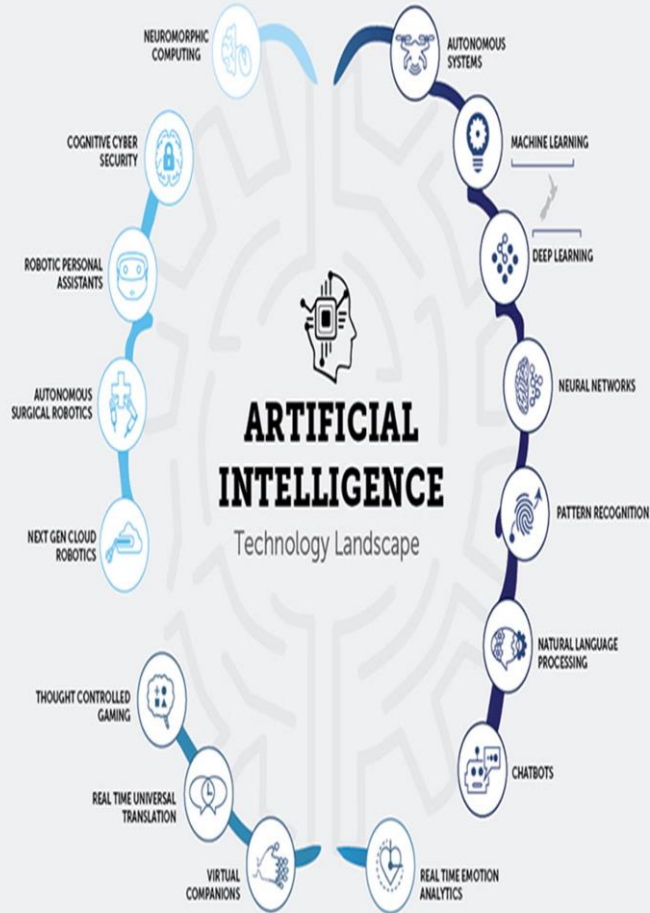 ARTIFICIAL
INTELLIGENCE
Technology Landscape
AUTONOMOUS
SYSTEMS
MACHINE LEARNING
DEEP LEARNING
NEURAL NETWORKS
PATTERN RECOGNITION
NATURAL LANGUAGE
PROCESSING
CHATBOTS
REAL TIME EMOTION
ANALYTICS
VIRTUAL
COMPANIONS
REAL TIME UNIVERSAL
TRANSLATION
THOUGHT CONTROLLED
GAMING
NEXT GEN CLOUD
ROBOTICS
AUTONOMOUS
SURGICAL ROBOTICS
ROBOTIC PERSONAL
ASSISTANTS
COGNITIVE CYBER
SECURITY
NEUROMORPHIC
COMPUTING